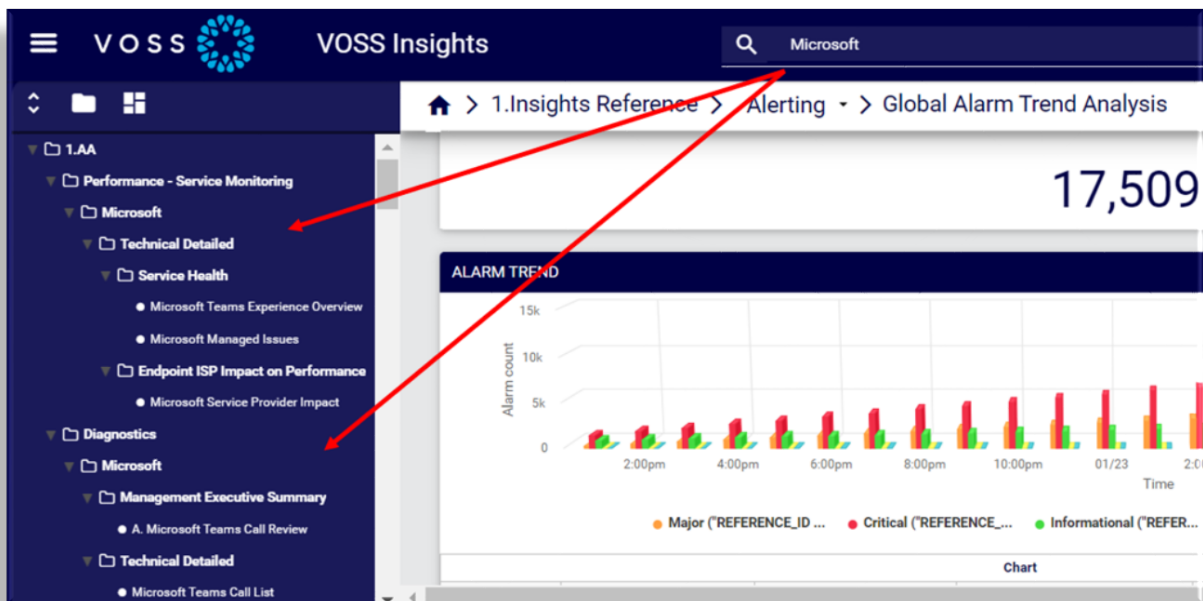 VOSS
VOSS Insights
Microsoft
1.Insights Reference > Alerting > Global Alarm Trend Analysis
1.AA
Performance - Service Monitoring
Microsoft
Technical Detailed
Service Health
Microsoft Teams Experience Overview
Microsoft Managed Issues
Endpoint ISP Impact on Performance
Microsoft Service Provider Impact
Diagnostics
Microsoft
Management Executive Summary
A. Microsoft Teams Call Review
Technical Detailed
Microsoft Teams Call List
17,509
ALARM TREND
Alarm count
15k
10k
5k
0
2:00pm 4:00pm 6:00pm 8:00pm 10:00pm 01/23
Time
Major ("REFERENCE_ID ... Critical ("REFERENCE_... Informational ("REFER...
Chart